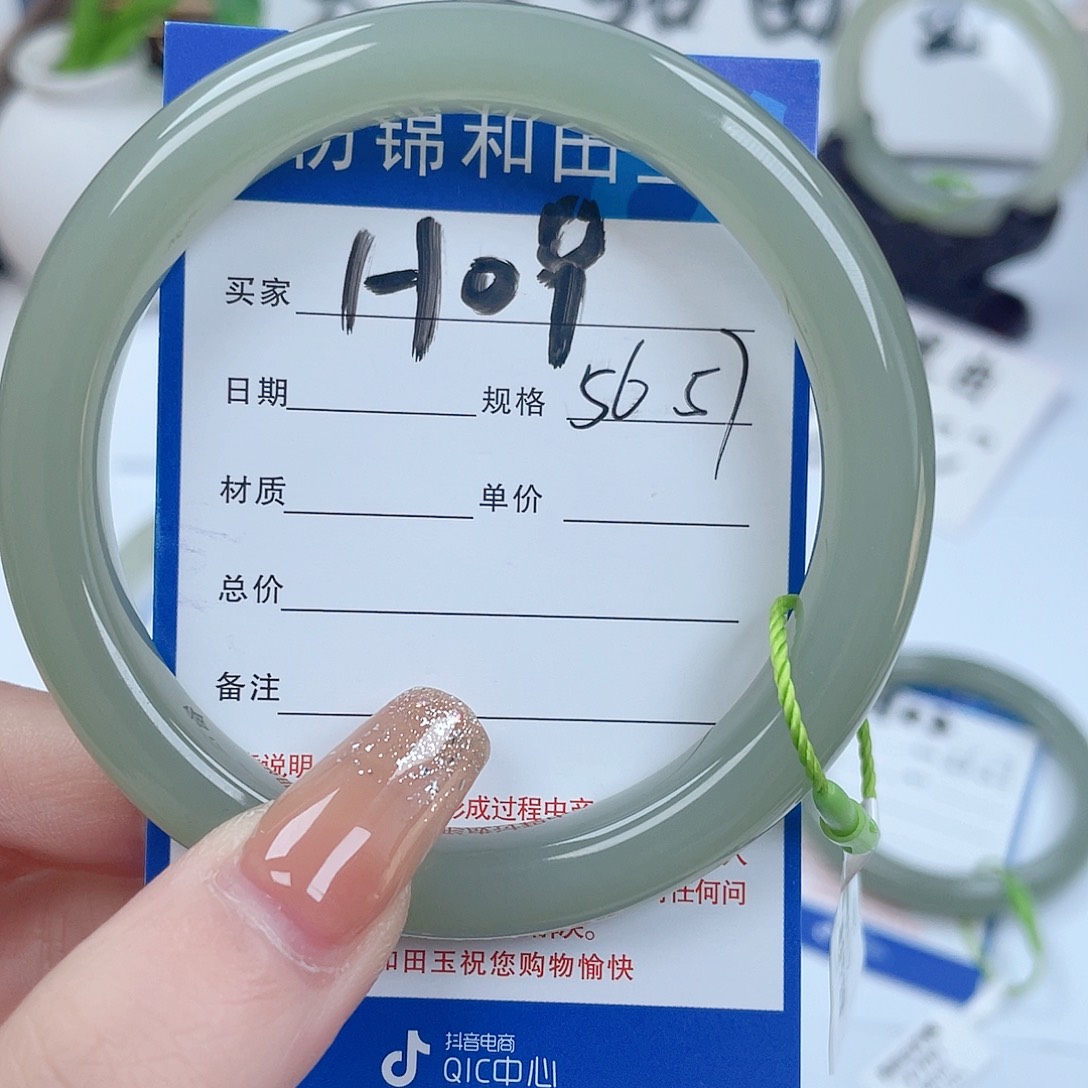 锦和田
买家 H09
日期 规格 56 57
材质 单价
总价
备注
说明
形成过程中产
任何问
和田玉祝您购物愉快
抖音电商
QIC中心